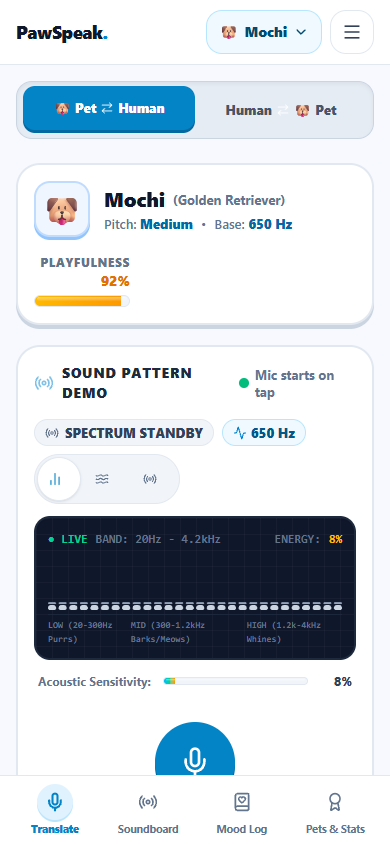 PawSpeak.
Mochi
Pet ⇄ Human
Human ⇄ Pet
Mochi (Golden Retriever)
Pitch: Medium • Base: 650 Hz
PLAYFULNESS
92%
SOUND PATTERN
DEMO
Mic starts on
tap
SPECTRUM STANDBY
650 Hz
LIVE BAND: 20Hz - 4.2kHz
ENERGY: 8%
LOW (20-300Hz
Purrs)
MID (300-1.2kHz
Barks/Meows)
HIGH (1.2k-4kHz
Whines)
Acoustic Sensitivity: 8%
Translate
Soundboard
Mood Log
Pets & Stats